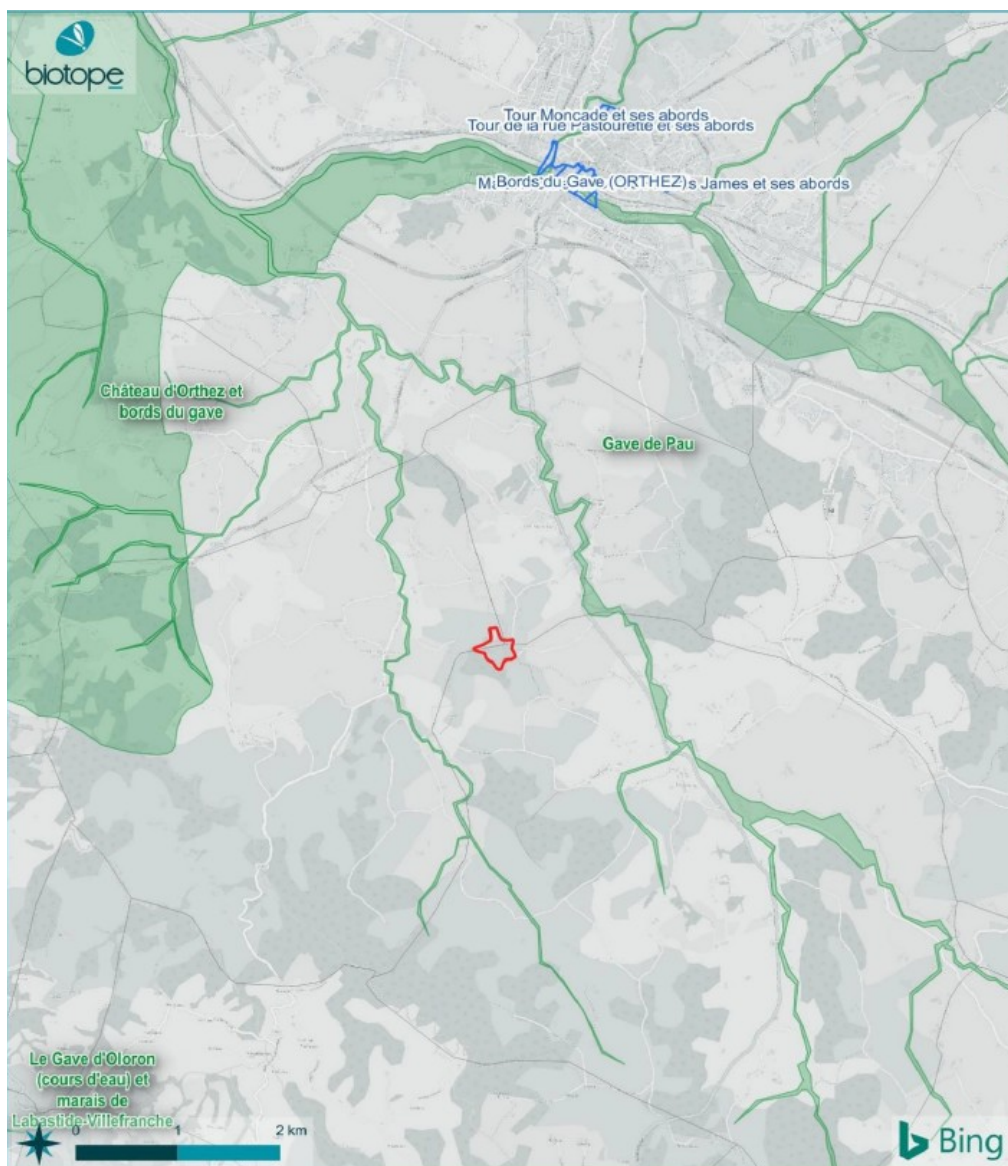 biotope
Tour Moncade et ses abords
Tour de la rue Pastourette et ses abords
Bords du Gave (ORTHEZ)
s James et ses abords
Château d'Orthez et
bords du gave
Gave de Pau
Le Gave d'Oloron
(cours d'eau) et
marais de
Labastide-Villefranche
0 1 2 km
Bing